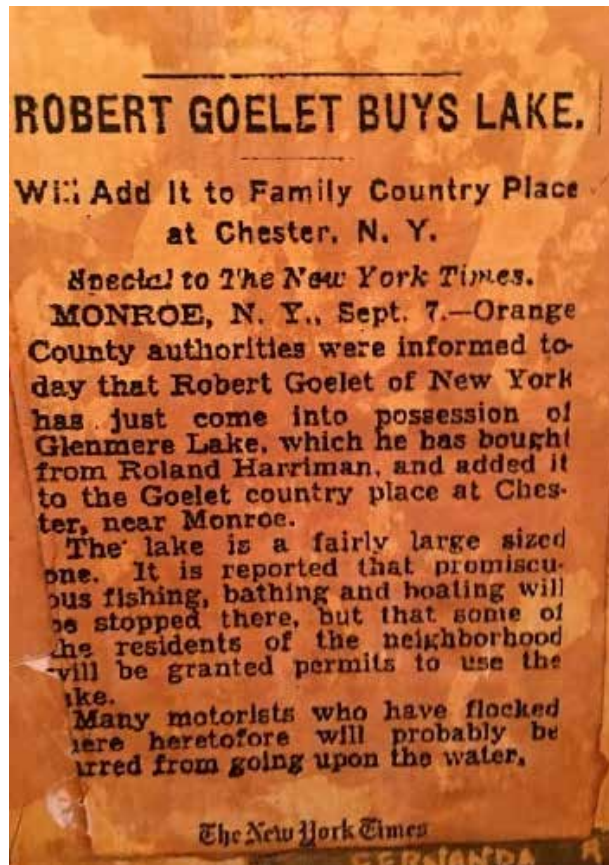 ROBERT GOELET BUYS LAKE.
Will Add It to Family Country Place
at Chester, N. Y.
Special to The New York Times.
MONROE, N. Y., Sept. 7.—Orange
County authorities were informed to-
day that Robert Goelet of New York
has just come into possession of
Glenmere Lake, which he has bought
from Roland Harriman, and added it
to the Goelet country place at Ches-
ter, near Monroe.
The lake is a fairly large sized
one. It is reported that promiscu-
ous fishing, bathing and boating will
be stopped there, but that some of
the residents of the neighborhood
will be granted permits to use the
lake.
Many motorists who have flocked
here heretofore will probably be
arred from going upon the water.
The New York Times